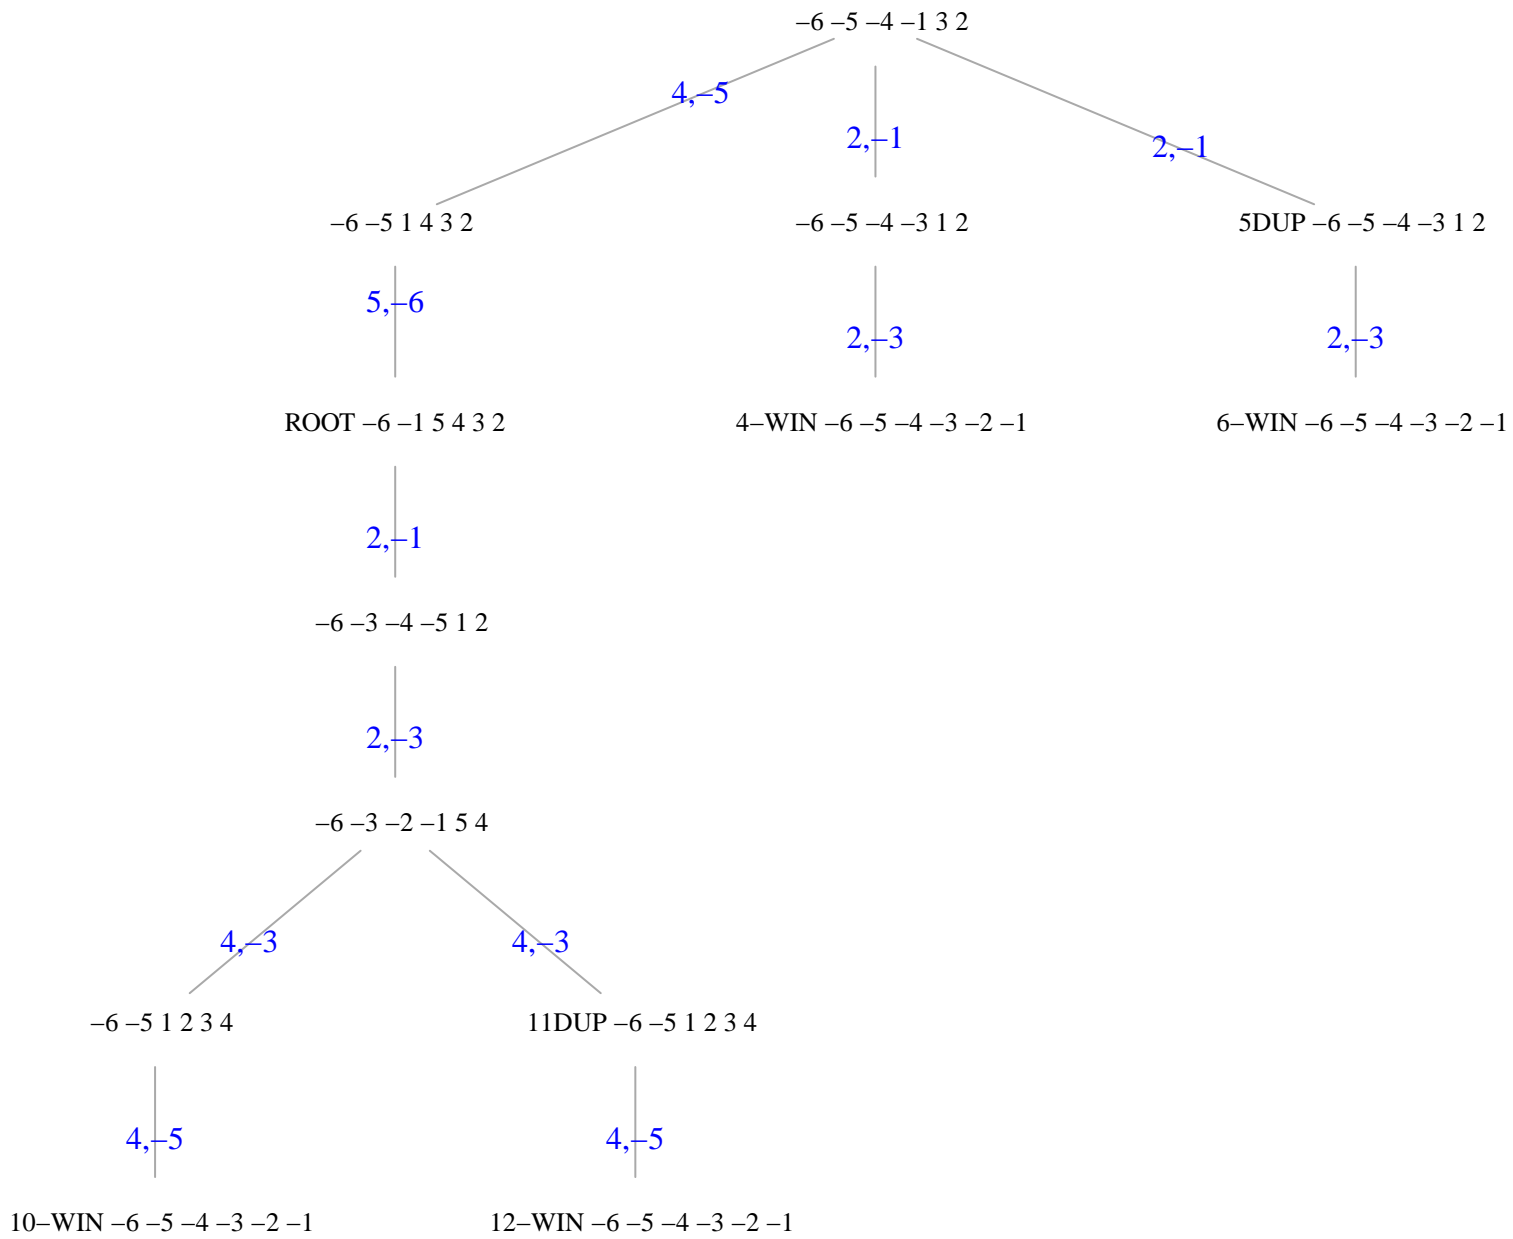 –6 –5 –4 –1 3 2
4,–5
2,–1
2,–1
–6 –5 1 4 3 2
–6 –5 –4 –3 1 2
5DUP –6 –5 –4 –3 1 2
5,–6
2,–3
2,–3
ROOT –6 –1 5 4 3 2
4–WIN –6 –5 –4 –3 –2 –1
6–WIN –6 –5 –4 –3 –2 –1
2,–1
–6 –3 –4 –5 1 2
2,–3
–6 –3 –2 –1 5 4
4,–3
4,–3
–6 –5 1 2 3 4
11DUP –6 –5 1 2 3 4
4,–5
4,–5
10–WIN –6 –5 –4 –3 –2 –1
12–WIN –6 –5 –4 –3 –2 –1